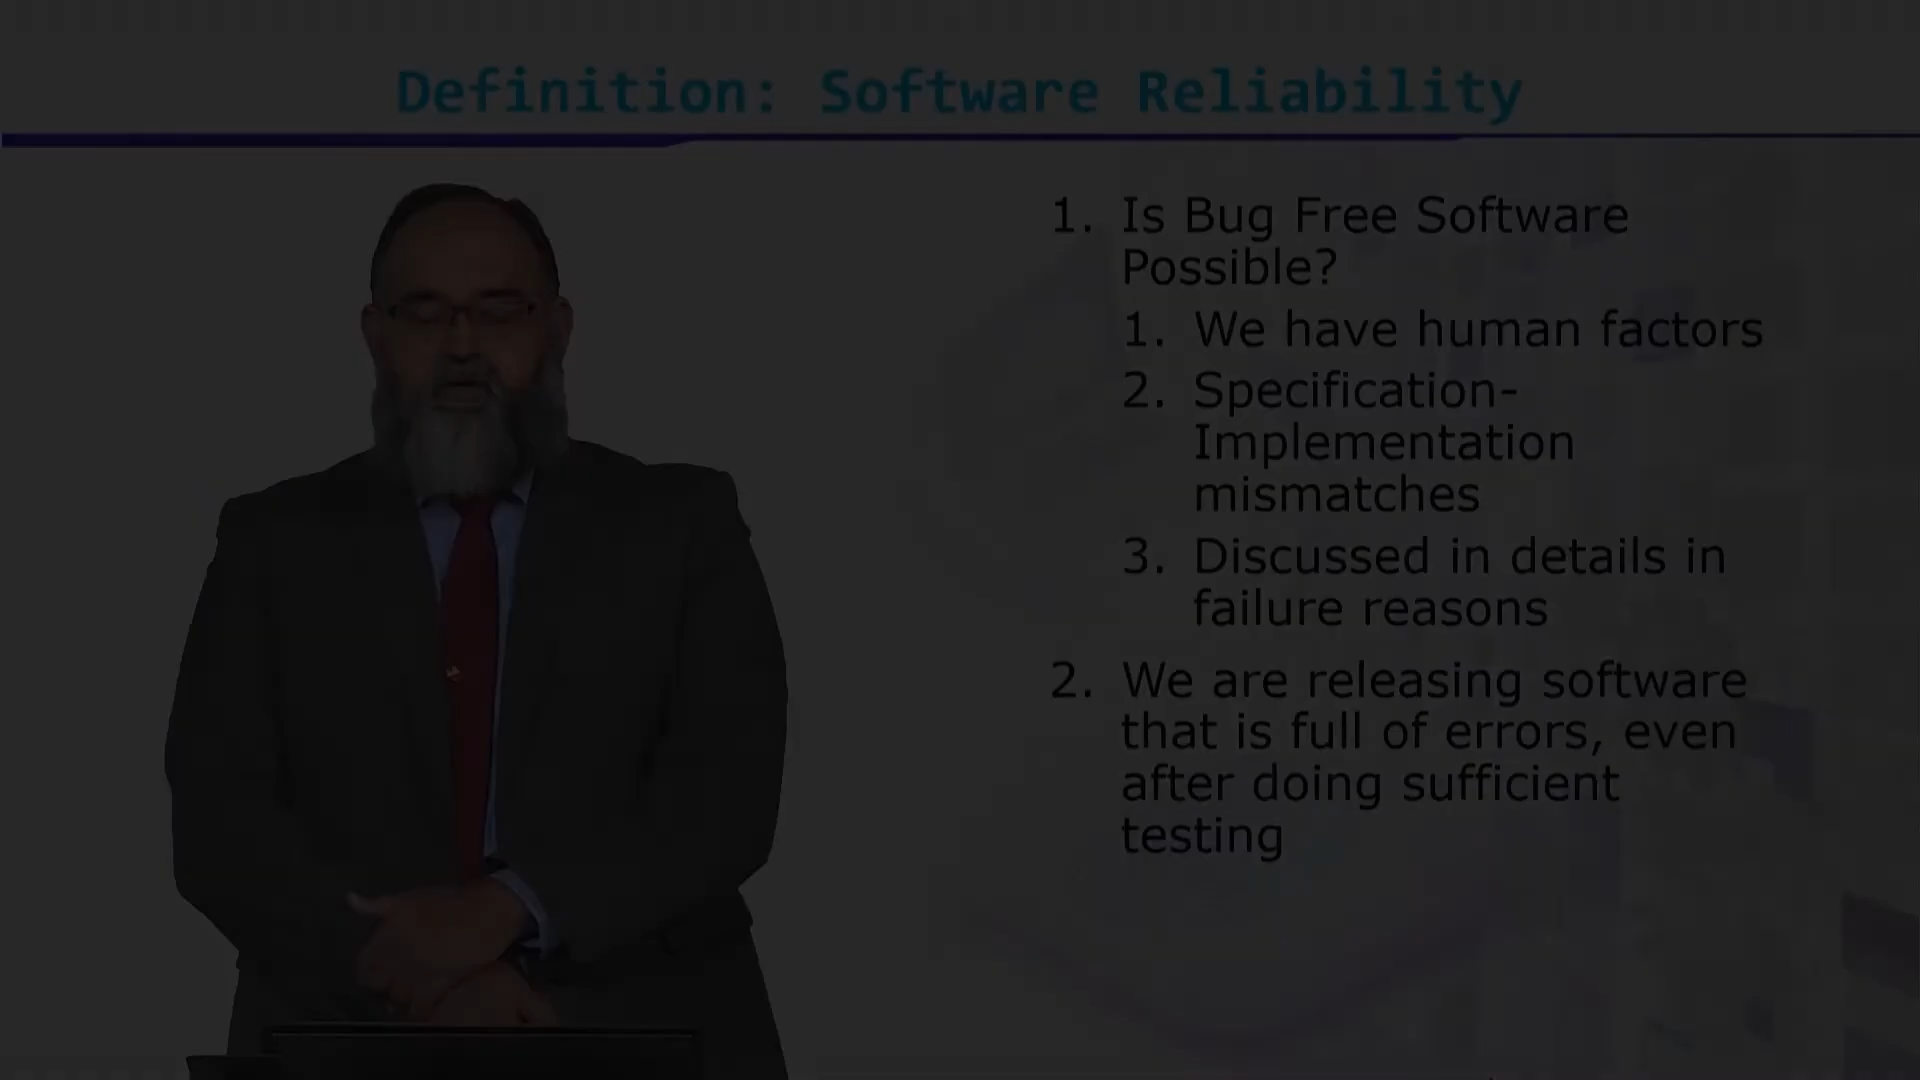 Definition: Software Reliability
1. Is Bug Free Software
Possible?
1. We have human factors
2. Specification-
Implementation
mismatches
3. Discussed in details in
failure reasons
2. We are releasing software
that is full of errors, even
after doing sufficient
testing